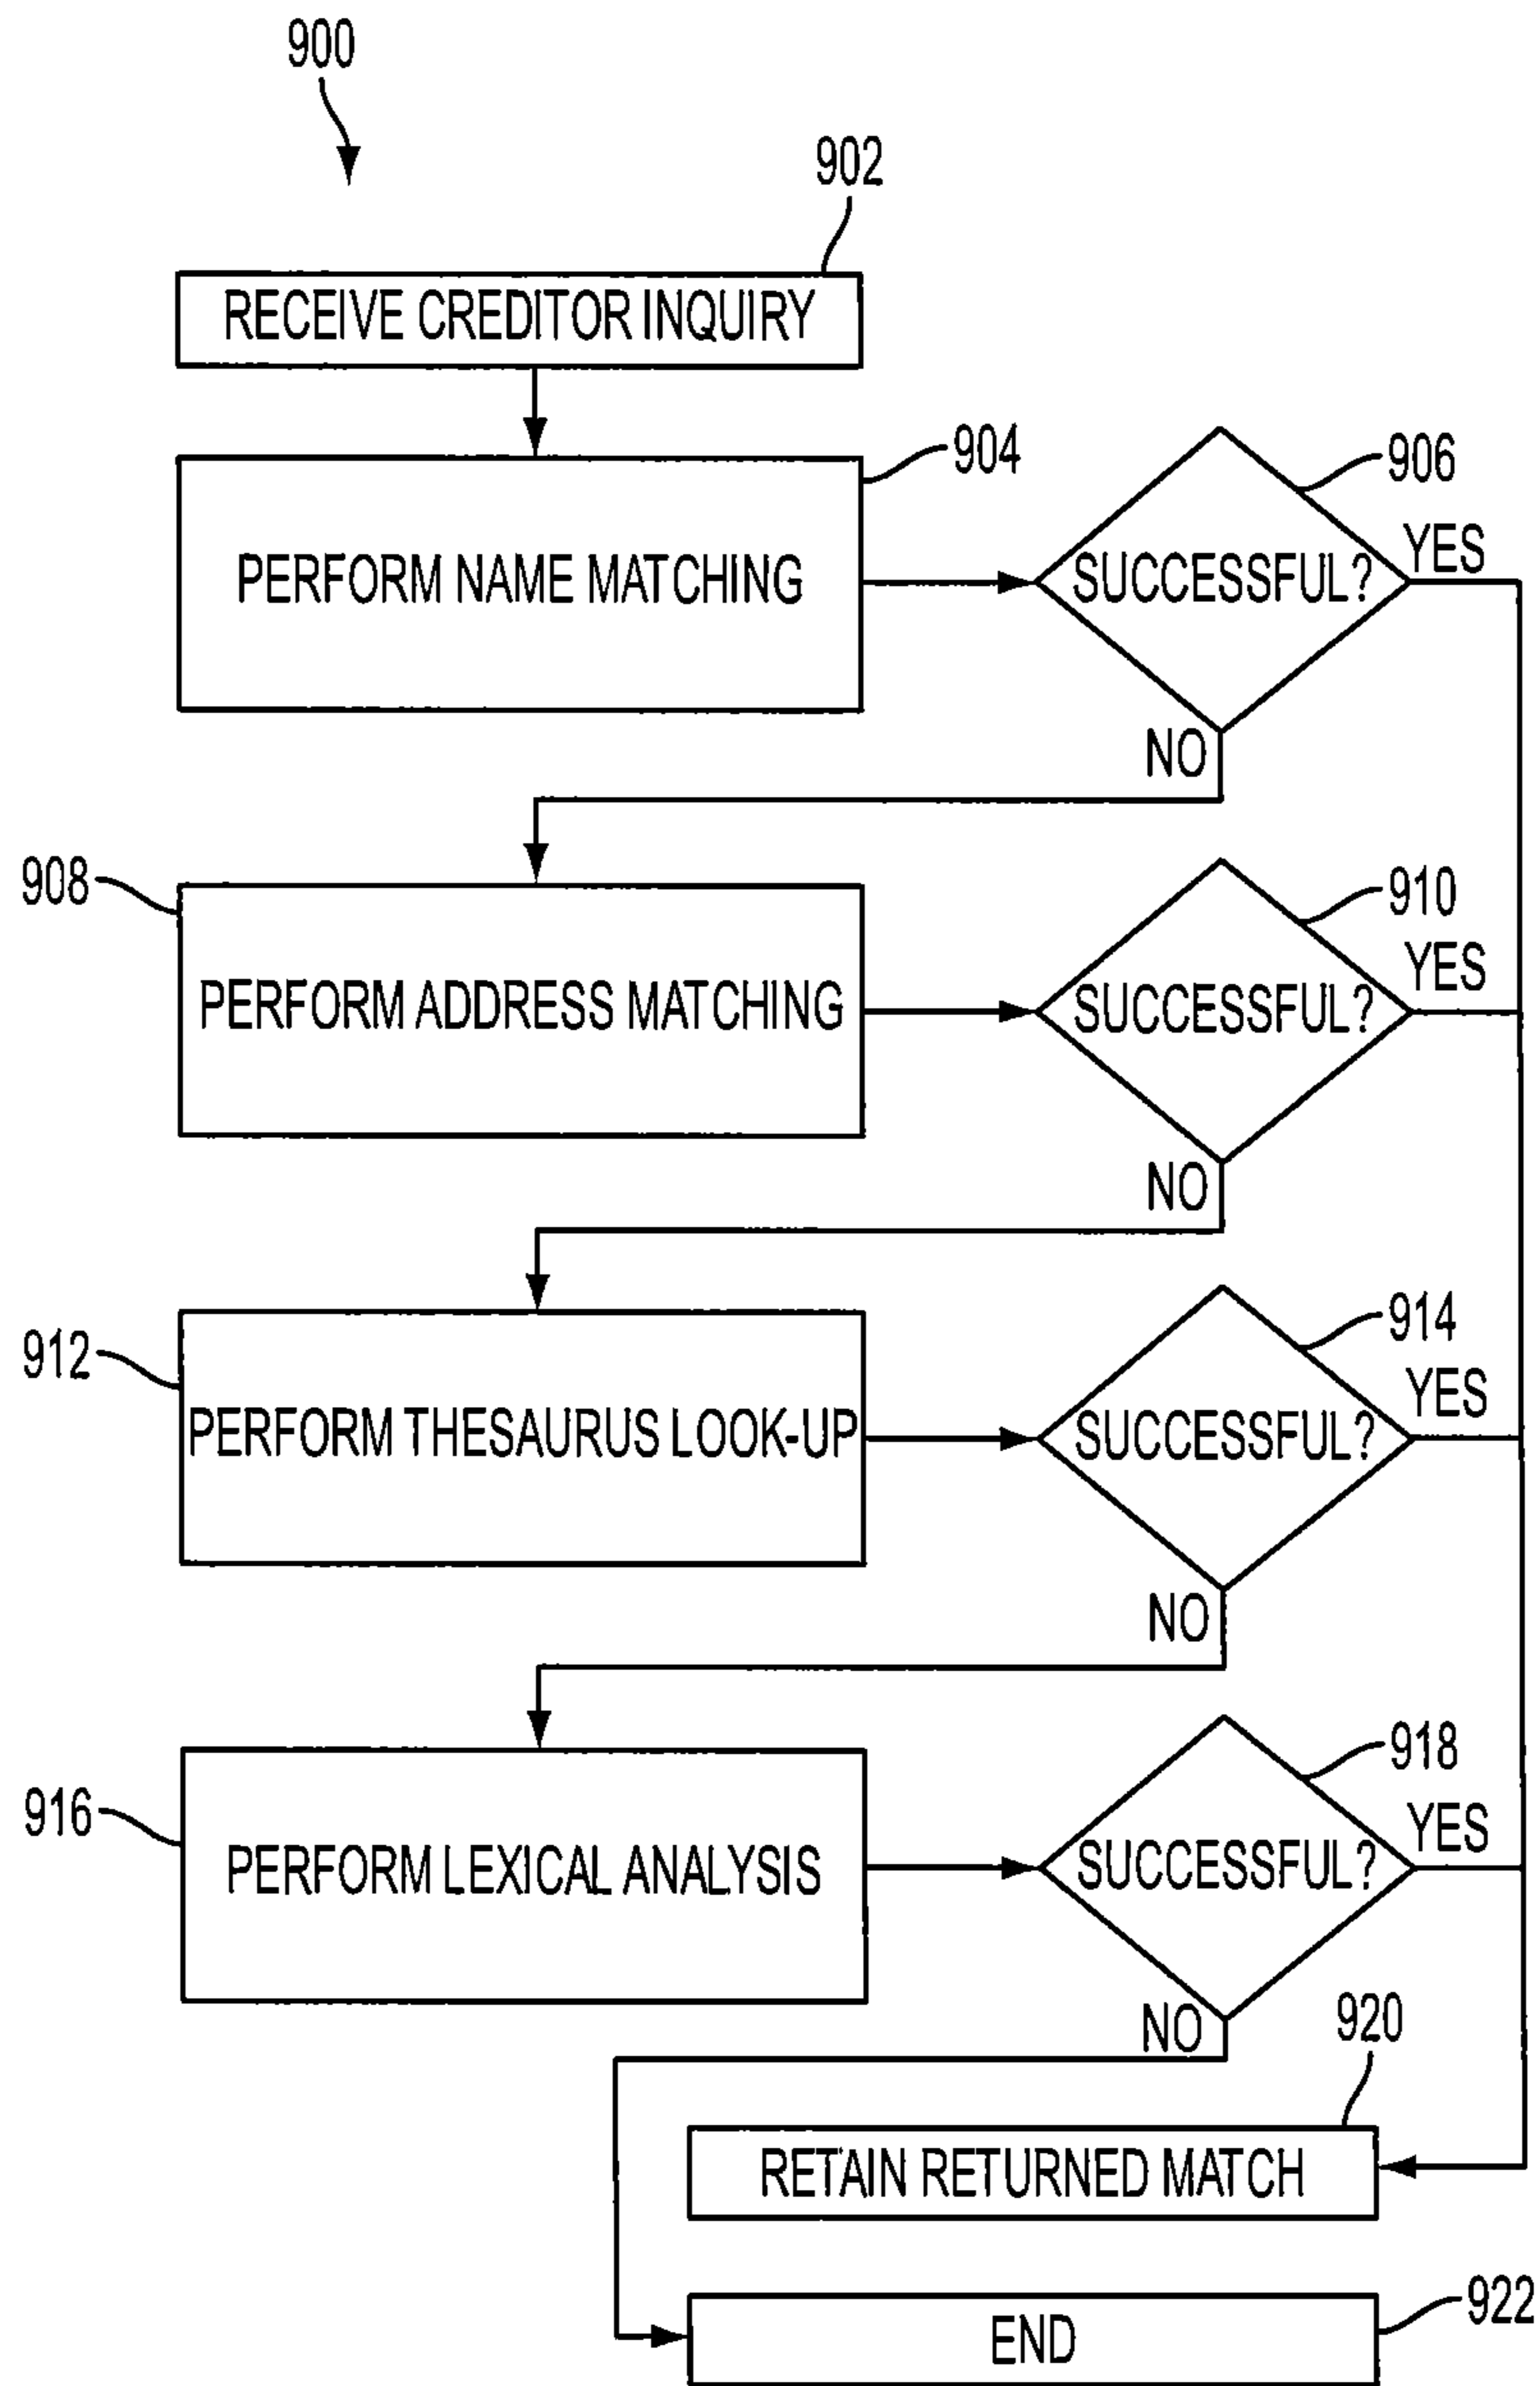 900
902
RECEIVE CREDITOR INQUIRY
904
PERFORM NAME MATCHING
906
SUCCESSFUL?
YES
NO
908
PERFORM ADDRESS MATCHING
910
SUCCESSFUL?
YES
NO
912
PERFORM THESAURUS LOOK-UP
914
SUCCESSFUL?
YES
NO
916
PERFORM LEXICAL ANALYSIS
918
SUCCESSFUL?
YES
NO
920
RETAIN RETURNED MATCH
922
END